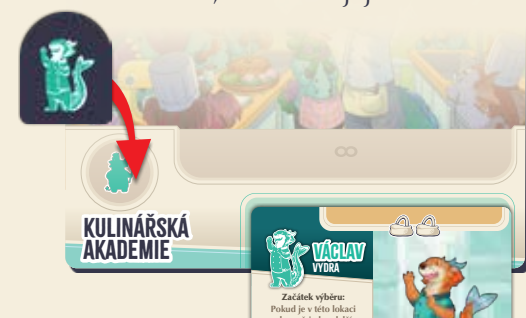 KULINÁŘSKÁ
AKADEMIE
VÁCLAV
VYDRA
Začátek výběru:
Pokud je v této lokaci